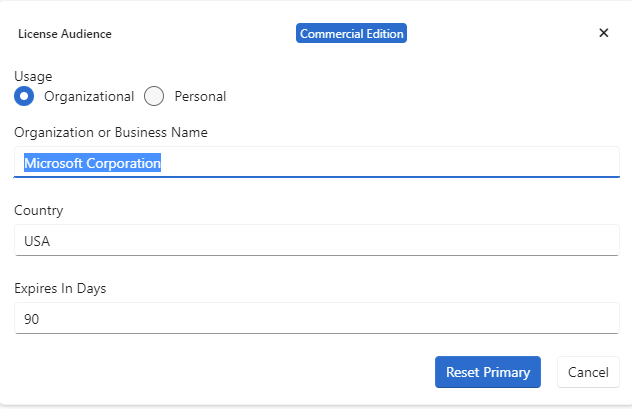 License Audience Commercial Edition ✕
Usage
Organizational Personal
Organization or Business Name
Microsoft Corporation
Country
USA
Expires In Days
90
Reset Primary Cancel